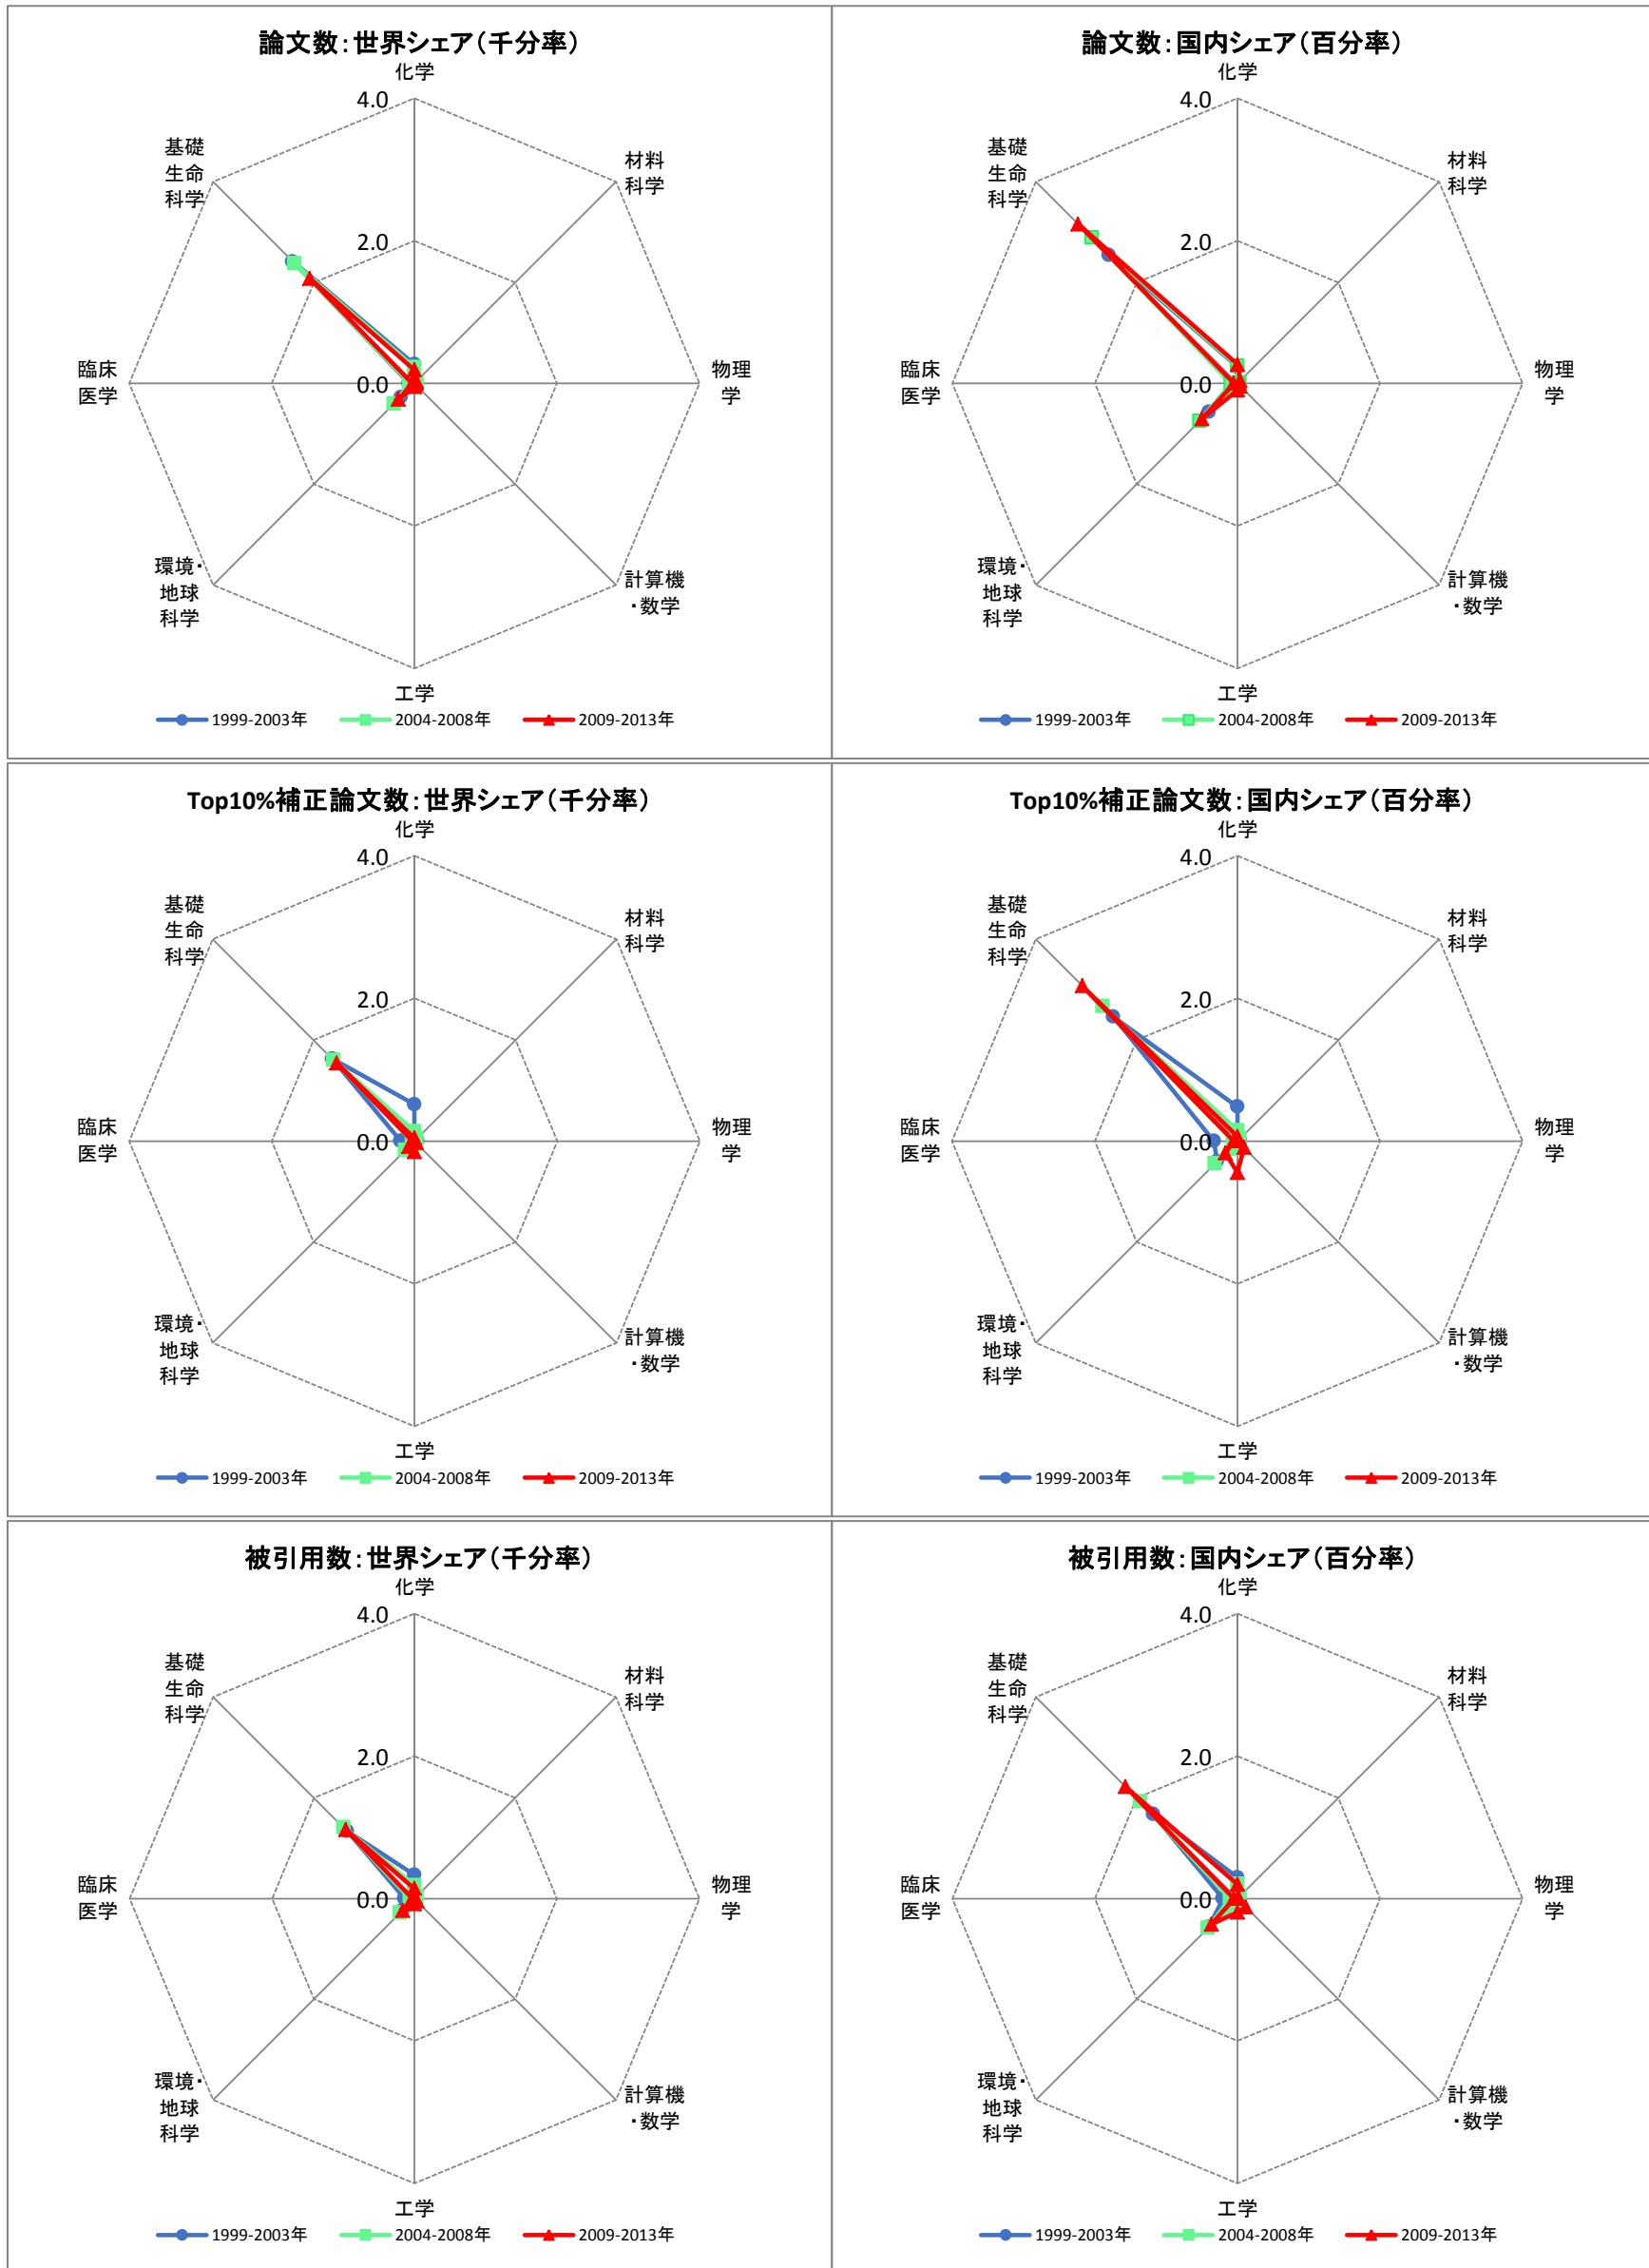 論文数:世界シェア(千分率)
化学
4.0
2.0
0.0
材料
科学
物理
学
計算機
・数学
工学
環境・
地球
科学
臨床
医学
基礎
生命
科学
1999-2003年
2004-2008年
2009-2013年
論文数:国内シェア(百分率)
化学
4.0
2.0
0.0
材料
科学
物理
学
計算機
・数学
工学
環境・
地球
科学
臨床
医学
基礎
生命
科学
1999-2003年
2004-2008年
2009-2013年
Top10%補正論文数:世界シェア(千分率)
化学
4.0
2.0
0.0
材料
科学
物理
学
計算機
・数学
工学
環境・
地球
科学
臨床
医学
基礎
生命
科学
1999-2003年
2004-2008年
2009-2013年
Top10%補正論文数:国内シェア(百分率)
化学
4.0
2.0
0.0
材料
科学
物理
学
計算機
・数学
工学
環境・
地球
科学
臨床
医学
基礎
生命
科学
1999-2003年
2004-2008年
2009-2013年
被引用数:世界シェア(千分率)
化学
4.0
2.0
0.0
材料
科学
物理
学
計算機
・数学
工学
環境・
地球
科学
臨床
医学
基礎
生命
科学
1999-2003年
2004-2008年
2009-2013年
被引用数:国内シェア(百分率)
化学
4.0
2.0
0.0
材料
科学
物理
学
計算機
・数学
工学
環境・
地球
科学
臨床
医学
基礎
生命
科学
1999-2003年
2004-2008年
2009-2013年